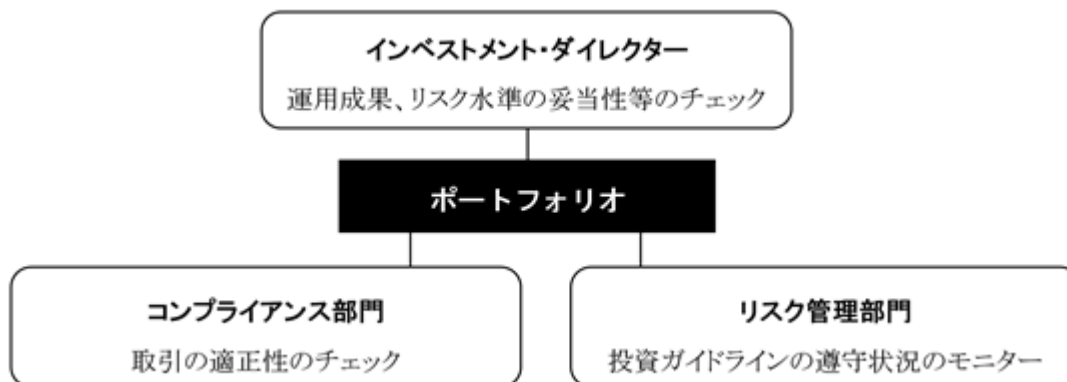 インベストメント・ダイレクター
運用成果、リスク水準の妥当性等のチェック
ポートフォリオ
コンプライアンス部門
取引の適正性のチェック
リスク管理部門
投資ガイドラインの遵守状況のモニター